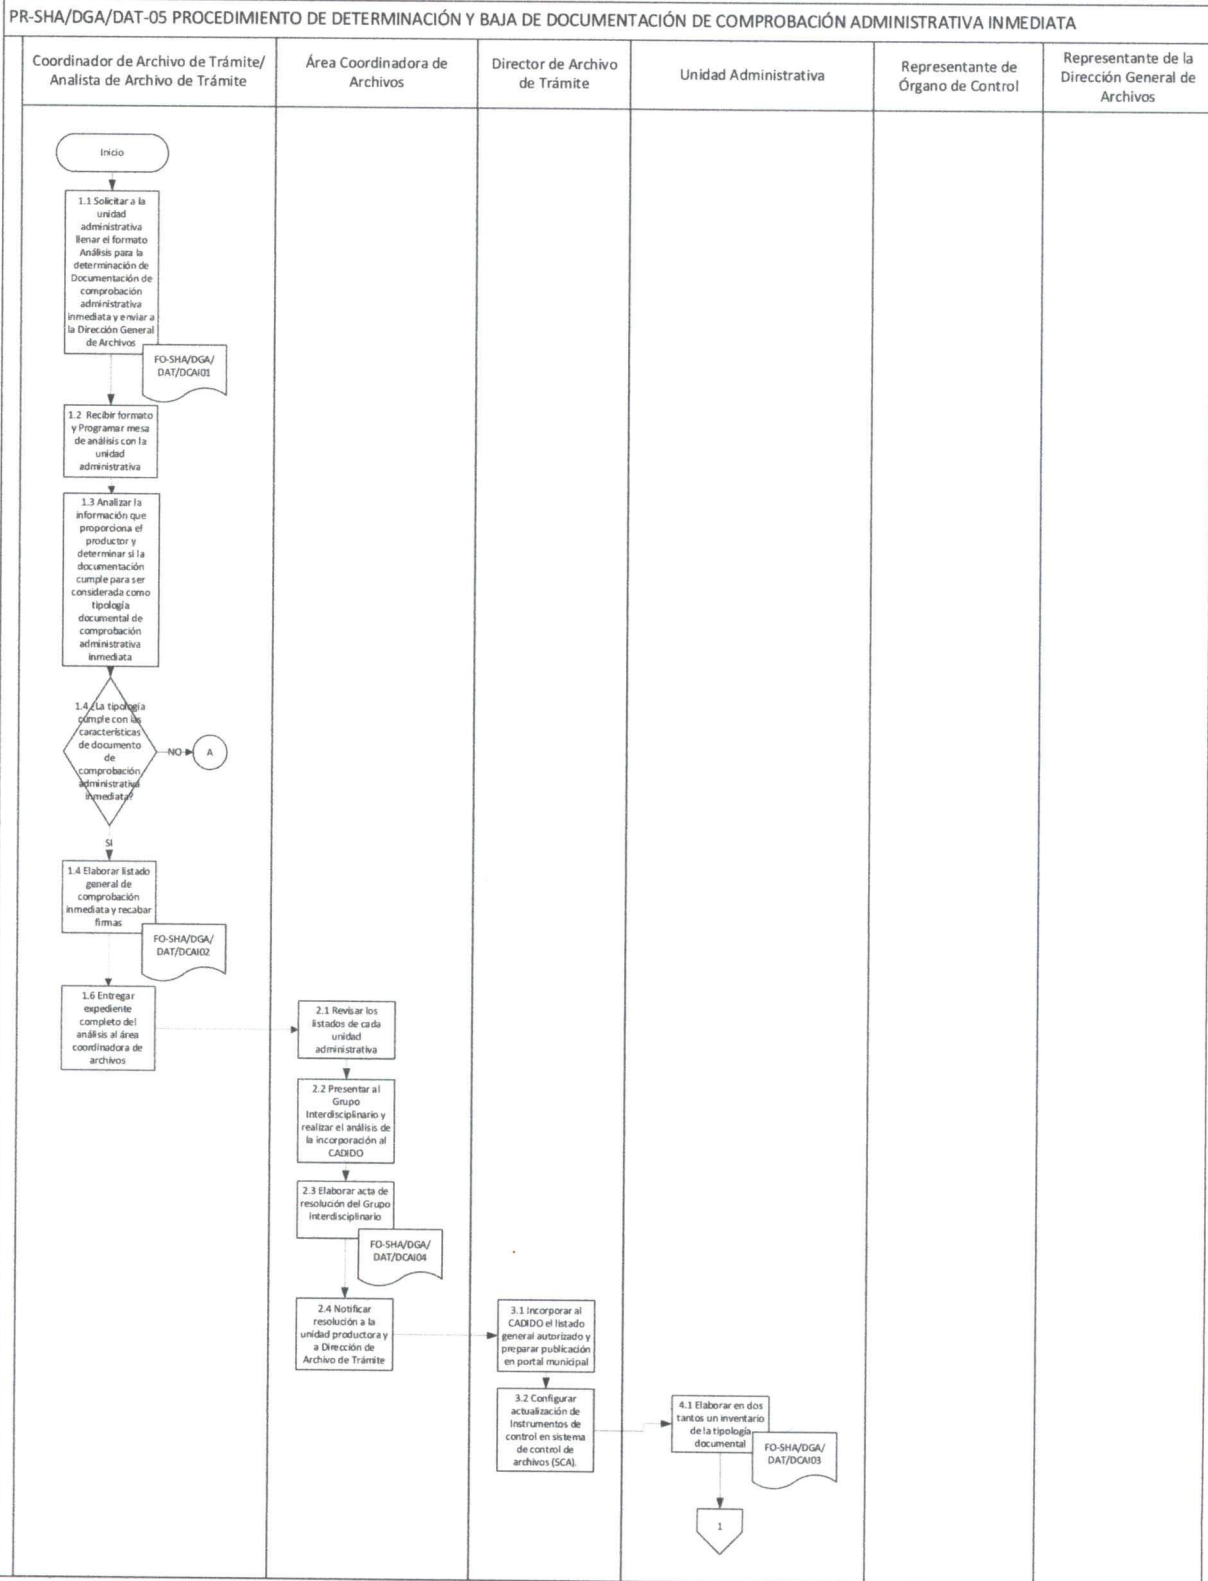 PR-SHA/DGA/DAT-05 PROCEDIMIENTO DE DETERMINACIÓN Y BAJA DE DOCUMENTACIÓN DE COMPROBACIÓN ADMINISTRATIVA INMEDIATA
Coordinador de Archivo de Trámite/
Analista de Archivo de Trámite
Área Coordinadora de
Archivos
Director de Archivo
de Trámite
Unidad Administrativa
Representante de
Órgano de Control
Representante de la
Dirección General de
Archivos
Inicio
1.1 Solicitar a la
unidad
administrativa
llenar el formato
Análisis para la
determinación de
Documentación de
comprobación
administrativa
inmediata y enviar a
la Dirección General
de Archivos
FO-SHA/DGA/
DAT/DCAI01
1.2 Recibir formato
y Programar mesa
de análisis con la
unidad
administrativa
1.3 Analizar la
información que
proporciona el
productor y
determinar si la
documentación
cumple para ser
considerada como
tipología
documental de
comprobación
administrativa
inmediata
1.4 ¿La tipología
cumple con las
características
de documento
de
comprobación
administrativa
inmediata?
NO
A
SI
1.4 Elaborar listado
general de
comprobación
inmediata y recabar
firmas
FO-SHA/DGA/
DAT/DCAI02
1.6 Entregar
expediente
completo del
análisis al área
coordinadora de
archivos
2.1 Revisar los
listados de cada
unidad
administrativa
2.2 Presentar al
Grupo
Interdisciplinario y
realizar el análisis de
la incorporación al
CADIDO
2.3 Elaborar acta de
resolución del Grupo
Interdisciplinario
FO-SHA/DGA/
DAT/DCAI04
2.4 Notificar
resolución a la
unidad productora y
a Dirección de
Archivo de Trámite
3.1 Incorporar al
CADIDO el listado
general autorizado y
preparar publicación
en portal municipal
3.2 Configurar
actualización de
Instrumentos de
control en sistema
de control de
archivos (SCA).
4.1 Elaborar en dos
tantos un inventario
de la tipología
documental
FO-SHA/DGA/
DAT/DCAI03
1